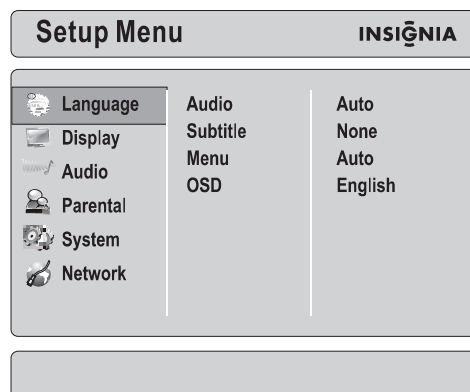 Setup Menu
INSIGNIA
Language
Display
Audio
Parental
System
Network
Audio Auto
Subtitle None
Menu Auto
OSD English